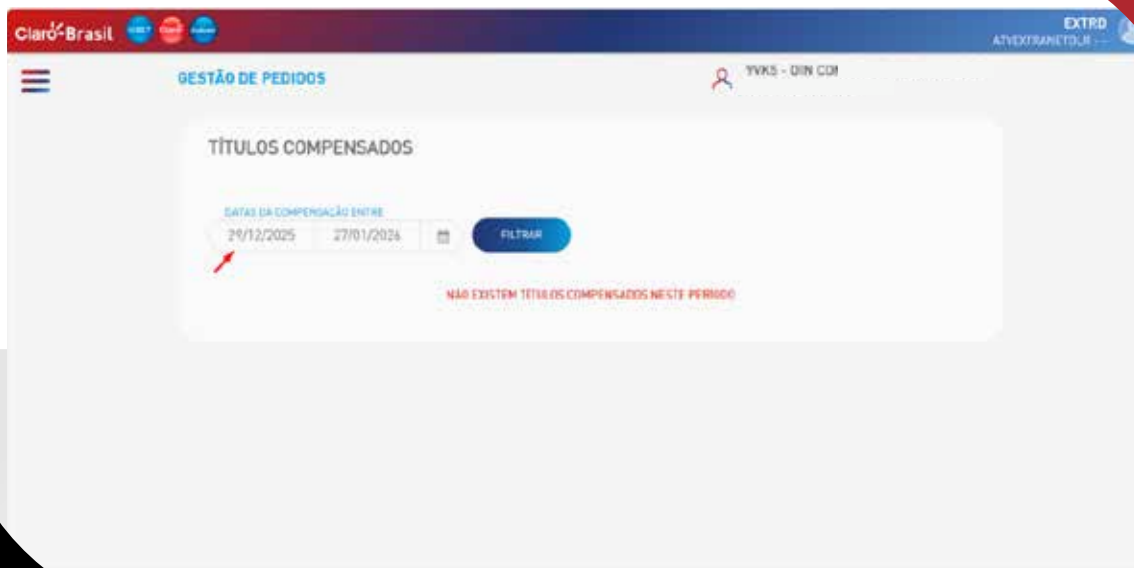 Claro-Brasil
EXTRD
GESTÃO DE PEDIDOS
YVK5 - DIN COM
TÍTULOS COMPENSADOS
DATAS DA COMPENSAÇÃO ENTRE
29/12/2025 27/01/2026
FILTRAR
NÃO EXISTEM TÍTULOS COMPENSADOS NESTE PERÍODO